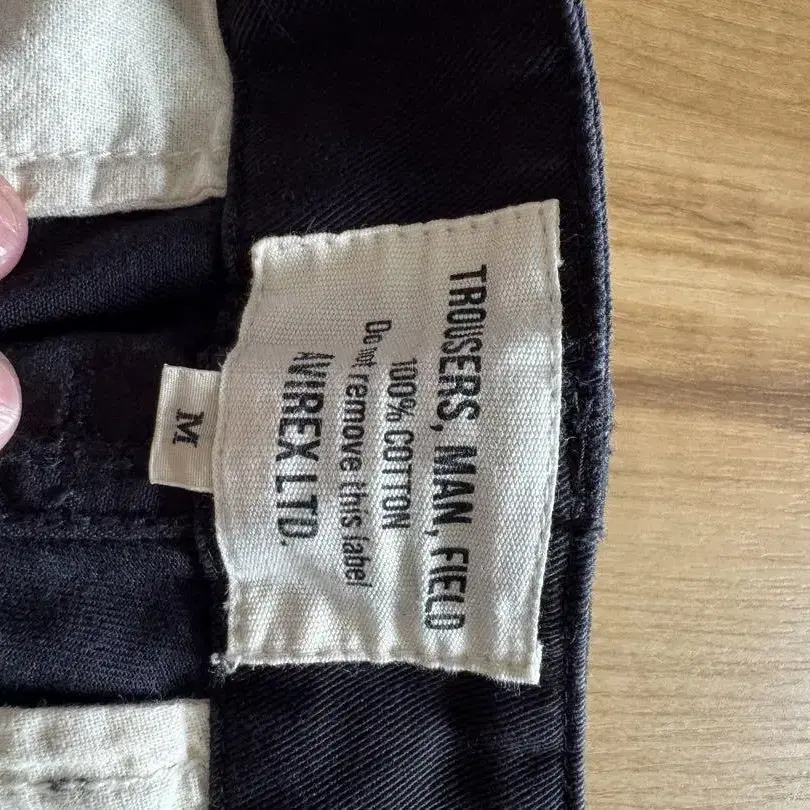 TROUSERS, MAN, FIELD
100% COTTON
Do not remove this label
AVIREX LTD.
M